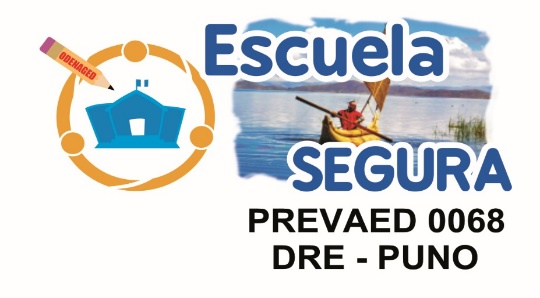 ODENAGED
Escuela
SEGURA
PREVAED 0068
DRE - PUNO